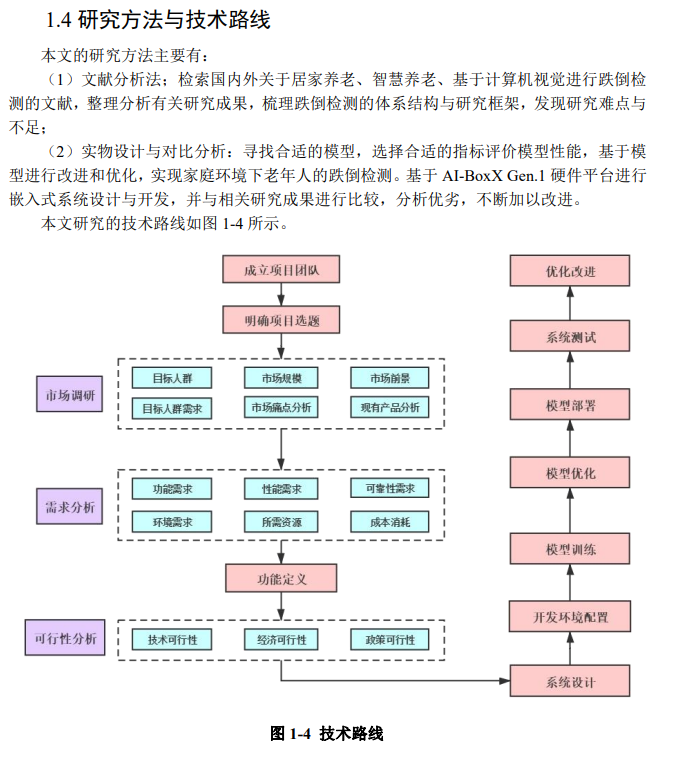 1.4 研究方法与技术路线
本文的研究方法主要有：
（1）文献分析法；检索国内外关于居家养老、智慧养老、基于计算机视觉进行跌倒检
测的文献，整理分析有关研究成果，梳理跌倒检测的体系结构与研究框架，发现研究难点与
不足；
（2）实物设计与对比分析：寻找合适的模型，选择合适的指标评价模型性能，基于模
型进行改进和优化，实现家庭环境下老年人的跌倒检测。基于 AI-BoxX Gen.1 硬件平台进行
嵌入式系统设计与开发，并与相关研究成果进行比较，分析优劣，不断加以改进。
本文研究的技术路线如图 1-4 所示。
成立项目团队
明确项目选题
市场调研
目标人群
市场规模
市场前景
目标人群需求
市场痛点分析
现有产品分析
需求分析
功能需求
性能需求
可靠性需求
环境需求
所需资源
成本消耗
功能定义
可行性分析
技术可行性
经济可行性
政策可行性
系统设计
开发环境配置
模型训练
模型优化
模型部署
系统测试
优化改进
图 1-4 技术路线